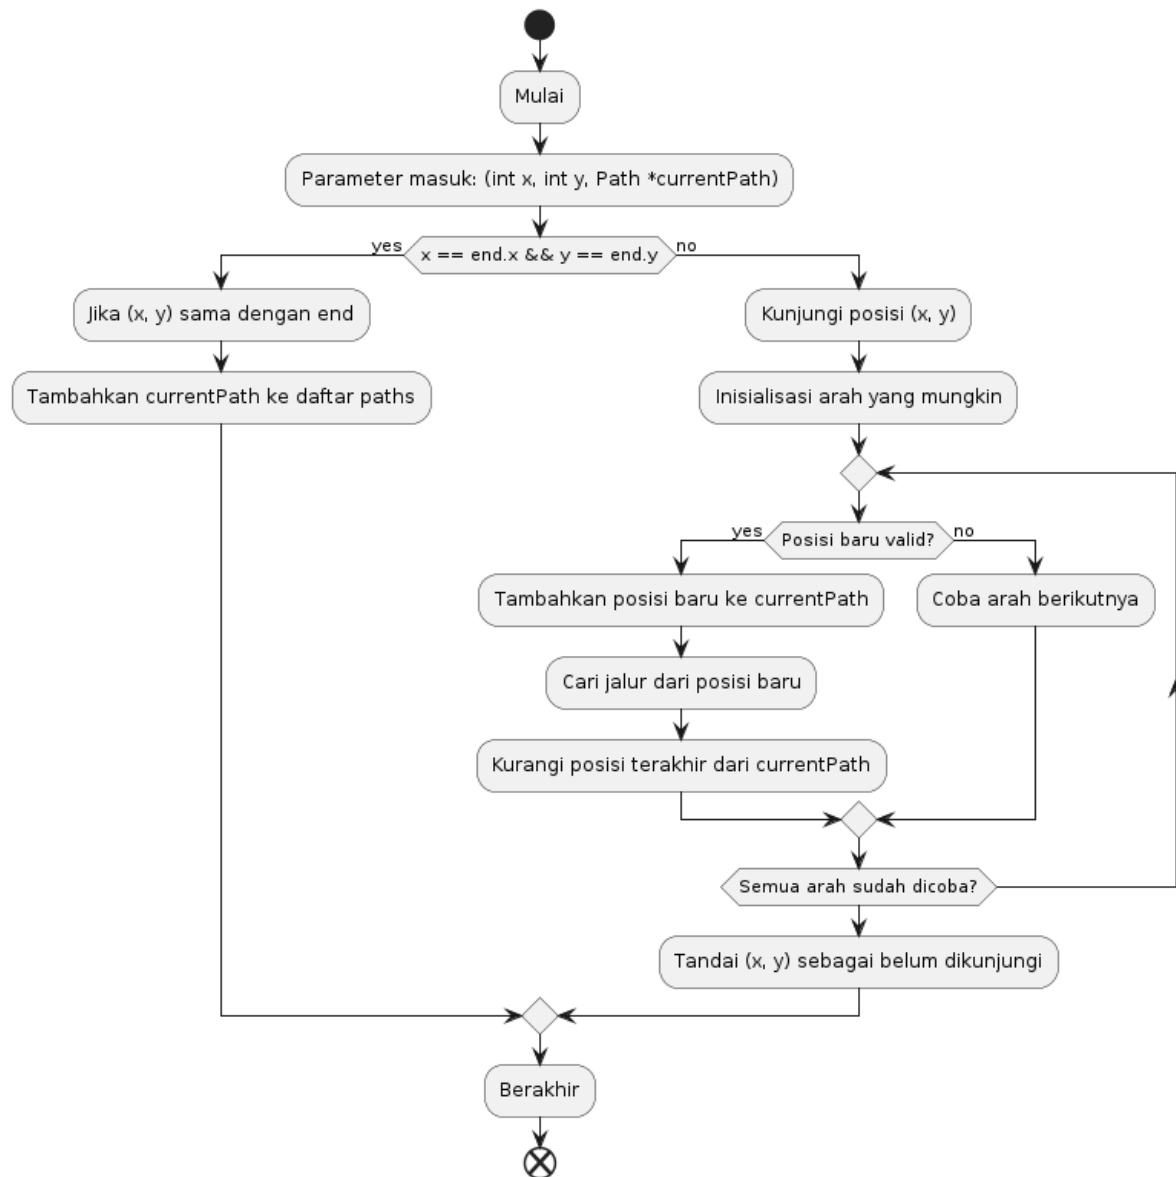 Mulai
Parameter masuk: (int x, int y, Path *currentPath)
yes
x == end.x && y == end.y
no
Jika (x, y) sama dengan end
Kunjungi posisi (x, y)
Tambahkan currentPath ke daftar paths
Inisialisasi arah yang mungkin
yes
Posisi baru valid?
no
Tambahkan posisi baru ke currentPath
Coba arah berikutnya
Cari jalur dari posisi baru
Kurangi posisi terakhir dari currentPath
Semua arah sudah dicoba?
Tandai (x, y) sebagai belum dikunjungi
Berakhir